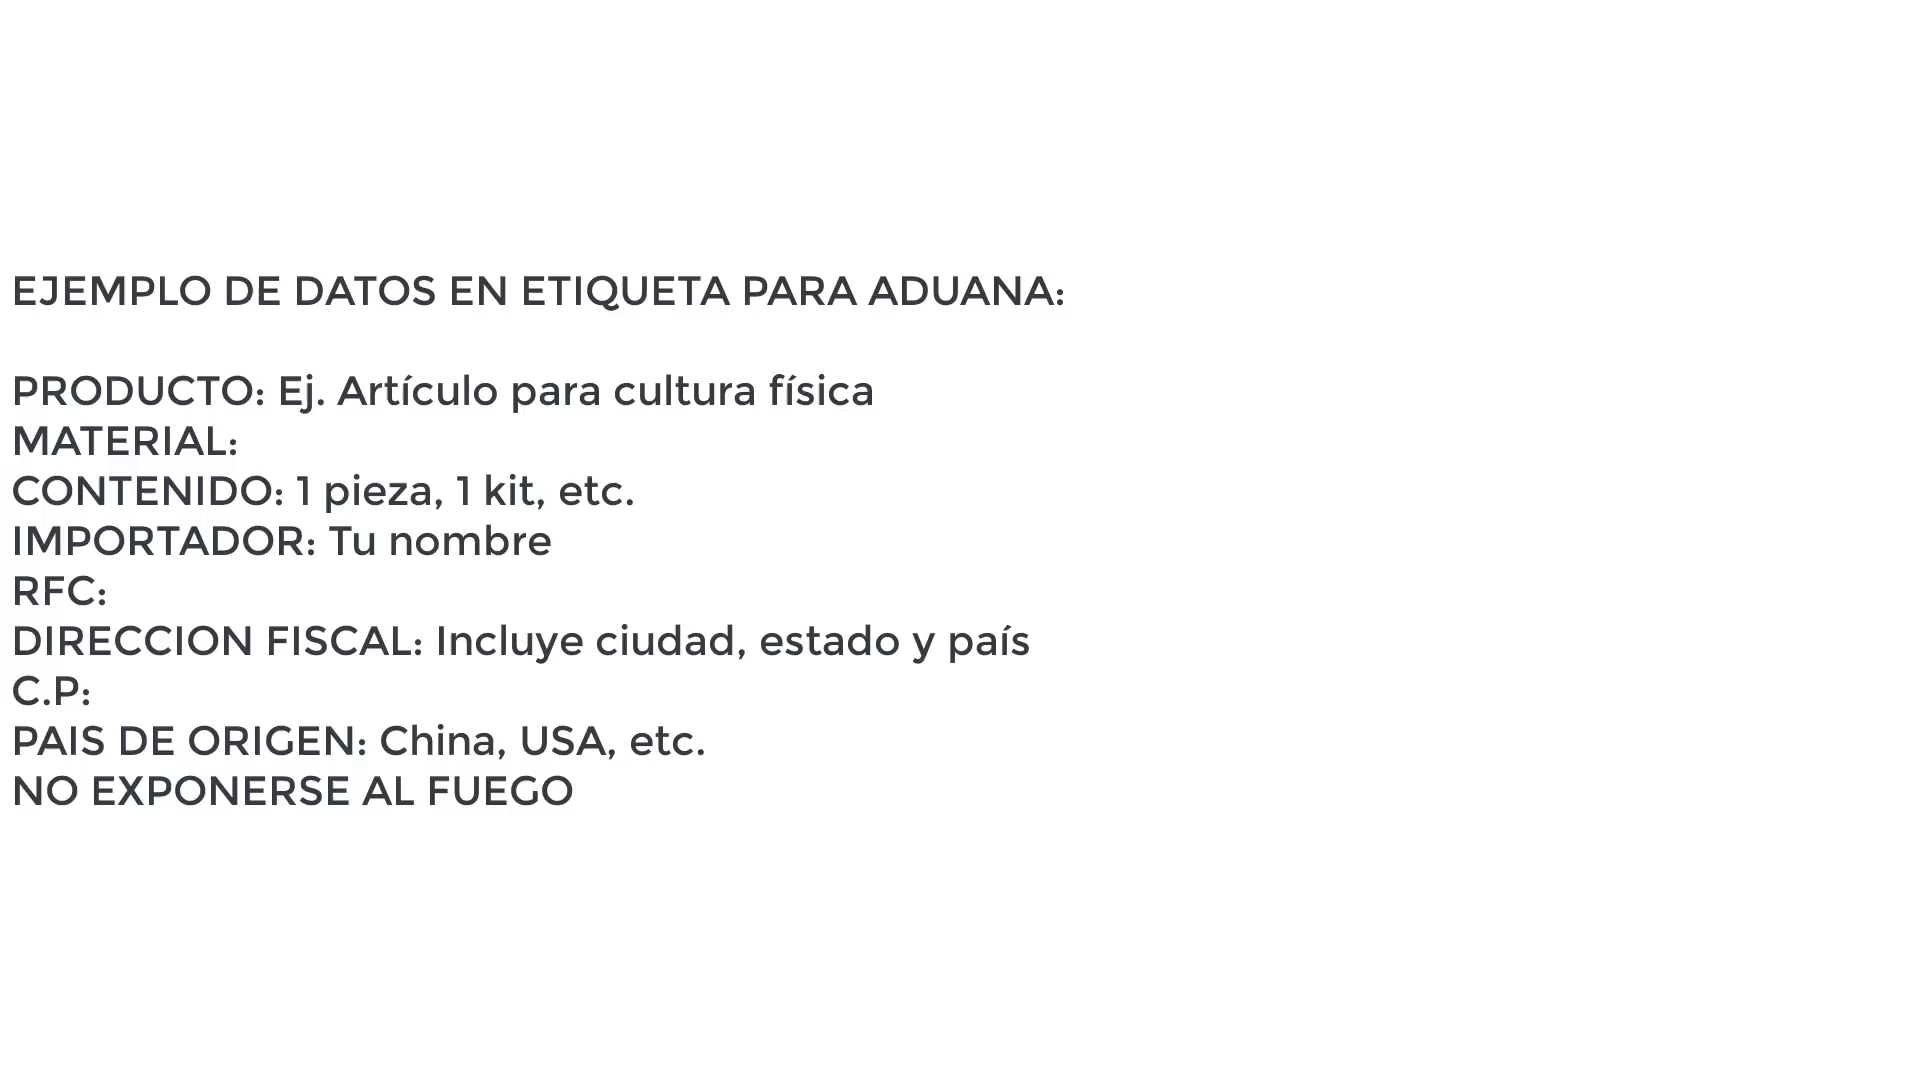 EJEMPLO DE DATOS EN ETIQUETA PARA ADUANA:
PRODUCTO: Ej. Artículo para cultura física
MATERIAL:
CONTENIDO: 1 pieza, 1 kit, etc.
IMPORTADOR: Tu nombre
RFC:
DIRECCION FISCAL: Incluye ciudad, estado y país
C.P:
PAIS DE ORIGEN: China, USA, etc.
NO EXPONERSE AL FUEGO